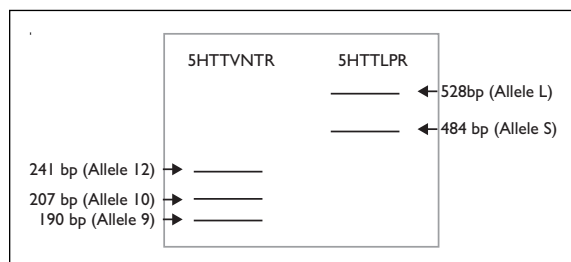 5HTTVNTR 5HTTLPR
528bp (Allele L)
484 bp (Allele S)
241 bp (Allele 12)
207 bp (Allele 10)
190 bp (Allele 9)